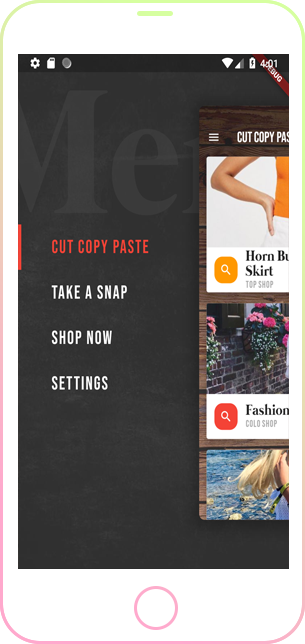 4:01
DEBUG
Men
CUT COPY PAS
CUT COPY PASTE
TAKE A SNAP
SHOP NOW
SETTINGS
Horn Bu
Skirt
TOP SHOP
Fashion
COLD SHOP